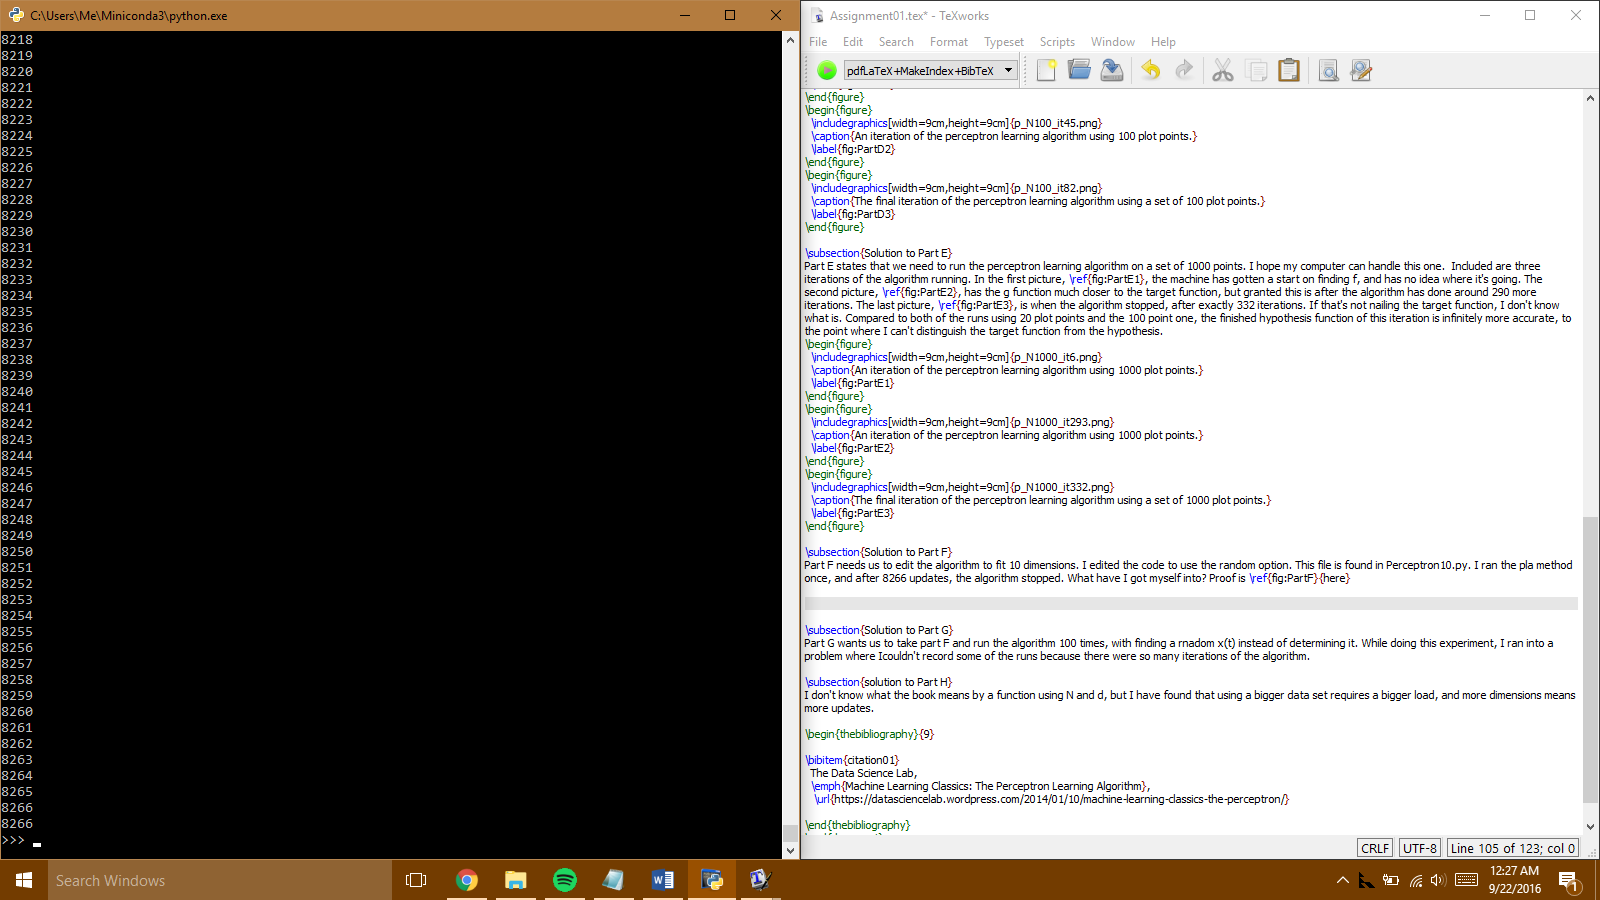 C:\Users\Me\Miniconda3\python.exe
8218
8219
8220
8221
8222
8223
8224
8225
8226
8227
8228
8229
8230
8231
8232
8233
8234
8235
8236
8237
8238
8239
8240
8241
8242
8243
8244
8245
8246
8247
8248
8249
8250
8251
8252
8253
8254
8255
8256
8257
8258
8259
8260
8261
8262
8263
8264
8265
8266
8266
>>>
Assignment01.tex* - TeXworks
File Edit Search Format Typeset Scripts Window Help
pdfLaTeX+MakeIndex+BibTeX
\end{figure}
\begin{figure}
\includegraphics[width=9cm,height=9cm]{p_N100_it45.png}
\caption{An iteration of the perceptron learning algorithm using 100 plot points.}
\label{fig:PartD2}
\end{figure}
\begin{figure}
\includegraphics[width=9cm,height=9cm]{p_N100_it82.png}
\caption{The final iteration of the perceptron learning algorithm using a set of 100 plot points.}
\label{fig:PartD3}
\end{figure}
\subsection{Solution to Part E}
Part E states that we need to run the perceptron learning algorithm on a set of 1000 points. I hope my computer can handle this one.  Included are three
iterations of the algorithm running. In the first picture, \ref{fig:PartE1}, the machine has gotten a start on finding f, and has no idea where it's going. The
second picture, \ref{fig:PartE2}, has the g function much closer to the target function, but granted this is after the algorithm has done around 290 more
iterations. The last picture, \ref{fig:PartE3}, is when the algorithm stopped, after exactly 332 iterations. If that's not nailing the target function, I don't know
what is. Compared to both of the runs using 20 plot points and the 100 point one, the finished hypothesis function of this iteration is infinitely more accurate, to
the point where I can't distinguish the target function from the hypothesis.
\begin{figure}
\includegraphics[width=9cm,height=9cm]{p_N1000_it6.png}
\caption{An iteration of the perceptron learning algorithm using 1000 plot points.}
\label{fig:PartE1}
\end{figure}
\begin{figure}
\includegraphics[width=9cm,height=9cm]{p_N1000_it293.png}
\caption{An iteration of the perceptron learning algorithm using 1000 plot points.}
\label{fig:PartE2}
\end{figure}
\begin{figure}
\includegraphics[width=9cm,height=9cm]{p_N1000_it332.png}
\caption{The final iteration of the perceptron learning algorithm using a set of 1000 plot points.}
\label{fig:PartE3}
\end{figure}
\subsection{Solution to Part F}
Part F needs us to edit the algorithm to fit 10 dimensions. I edited the code to use the random option. This file is found in Perceptron10.py. I ran the pla method
once, and after 8266 updates, the algorithm stopped. What have I got myself into? Proof is \ref{fig:PartF}{here}
\subsection{Solution to Part G}
Part G wants us to take part F and run the algorithm 100 times, with finding a rnadom x(t) instead of determining it. While doing this experiment, I ran into a
problem where Icouldn't record some of the runs because there were so many iterations of the algorithm.
\subsection{solution to Part H}
I don't know what the book means by a function using N and d, but I have found that using a bigger data set requires a bigger load, and more dimensions means
more updates.
\begin{thebibliography}{9}
\bibitem{citation01}
The Data Science Lab,
\emph{Machine Learning Classics: The Perceptron Learning Algorithm},
\url{https://datasciencelab.wordpress.com/2014/01/10/machine-learning-classics-the-perceptron/}
\end{thebibliography}
CRLF UTF-8 Line 105 of 123; col 0
Search Windows
12:27 AM
9/22/2016
1